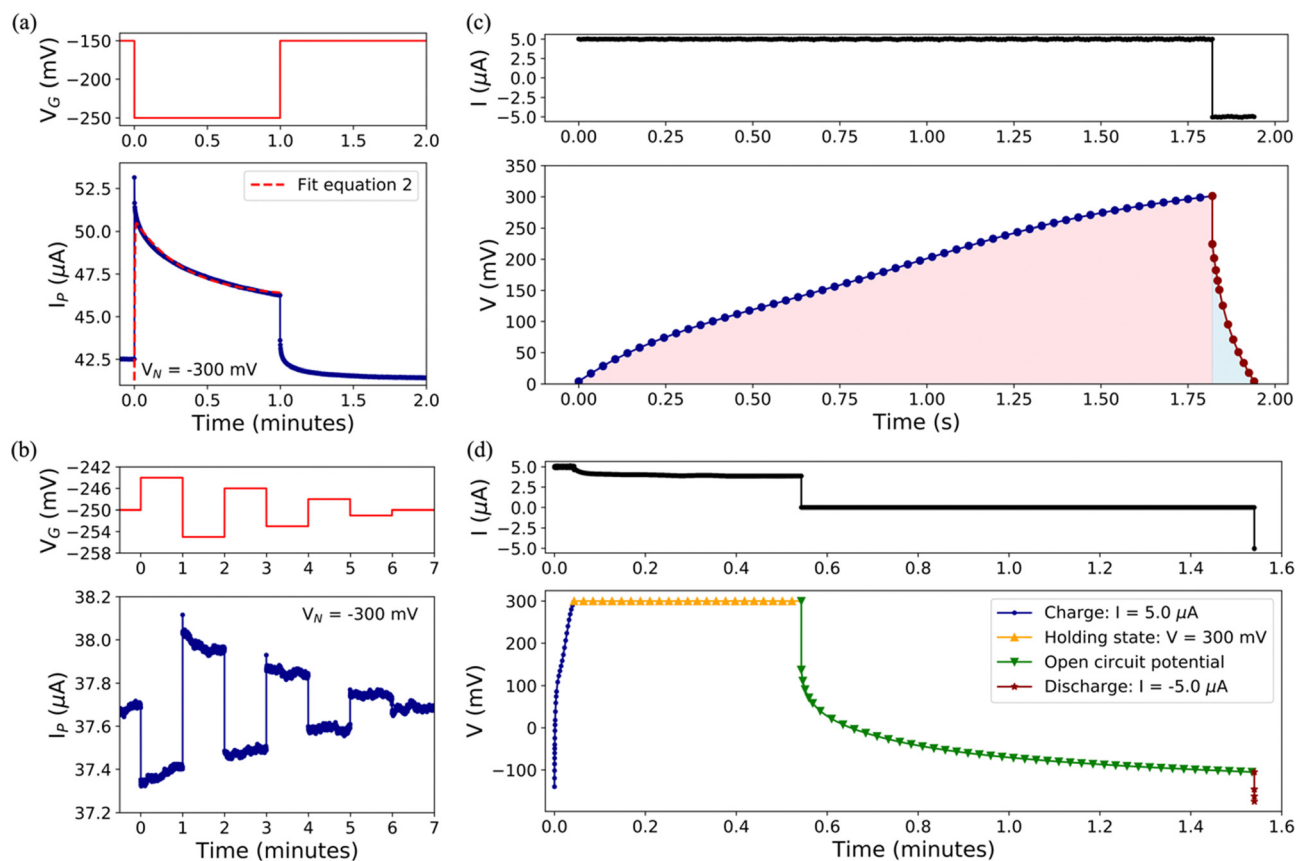 (a)
−150
−200
−250
V_G (mV)
0.0 0.5 1.0 1.5 2.0
52.5
50.0
47.5
45.0
42.5
I_P (μA)
Fit equation 2
V_N = -300 mV
0.0 0.5 1.0 1.5 2.0
Time (minutes)
(b)
−242
−246
−250
−254
−258
V_G (mV)
0 1 2 3 4 5 6 7
38.2
38.0
37.8
37.6
37.4
37.2
I_P (μA)
V_N = -300 mV
0 1 2 3 4 5 6 7
Time (minutes)
(c)
5.0
2.5
0.0
−2.5
−5.0
I (μA)
0.00 0.25 0.50 0.75 1.00 1.25 1.50 1.75 2.00
350
300
250
200
150
100
50
0
V (mV)
0.00 0.25 0.50 0.75 1.00 1.25 1.50 1.75 2.00
Time (s)
(d)
5.0
2.5
0.0
−2.5
−5.0
I (μA)
0.0 0.2 0.4 0.6 0.8 1.0 1.2 1.4 1.6
300
200
100
0
−100
V (mV)
Charge: I = 5.0 μA
Holding state: V = 300 mV
Open circuit potential
Discharge: I = -5.0 μA
0.0 0.2 0.4 0.6 0.8 1.0 1.2 1.4 1.6
Time (minutes)